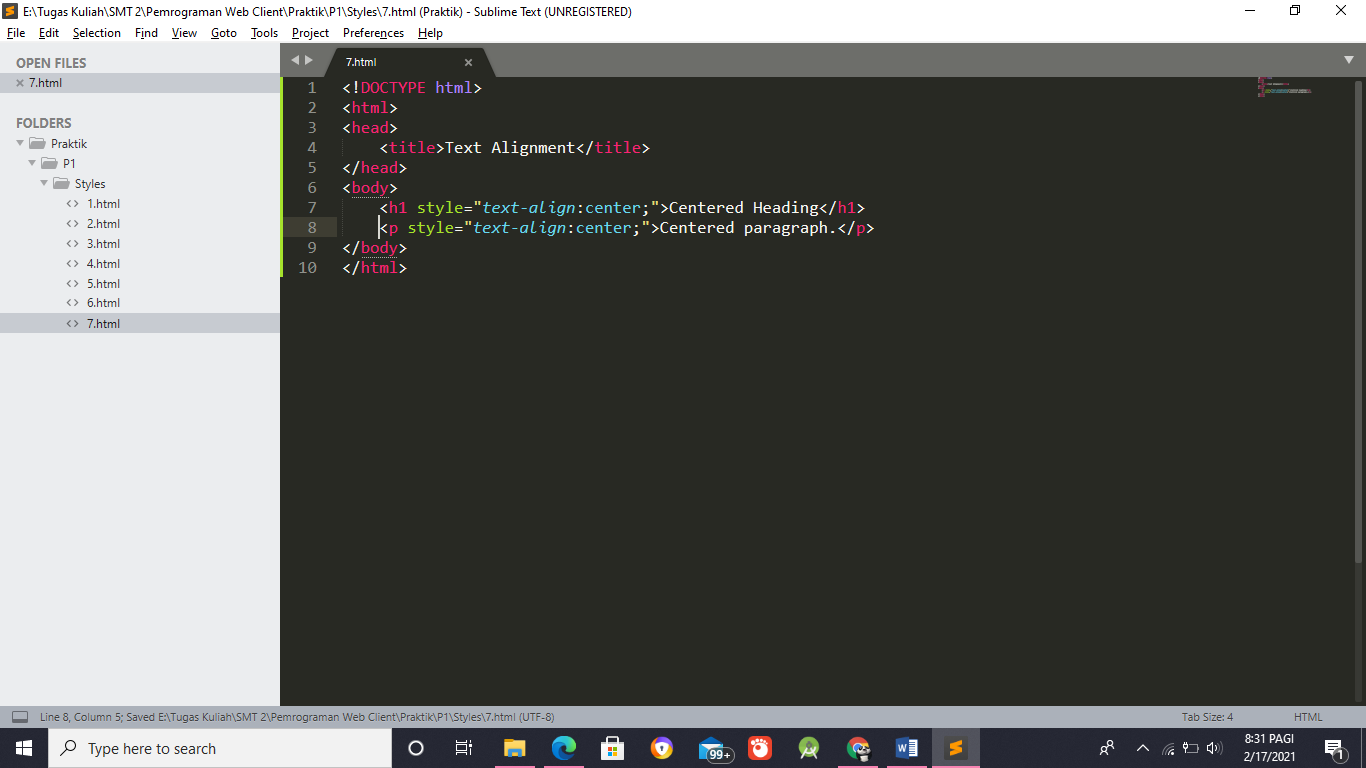 E:\Tugas Kuliah\SMT 2\Pemrograman Web Client\Praktik\P1\Styles\7.html (Praktik) - Sublime Text (UNREGISTERED)
File Edit Selection Find View Goto Tools Project Preferences Help
OPEN FILES
7.html
FOLDERS
Praktik
P1
Styles
1.html
2.html
3.html
4.html
5.html
6.html
7.html
7.html
1 <!DOCTYPE html>
2 <html>
3 <head>
4     <title>Text Alignment</title>
5 </head>
6 <body>
7     <h1 style="text-align:center;">Centered Heading</h1>
8     <p style="text-align:center;">Centered paragraph.</p>
9 </body>
10 </html>
Line 8, Column 5; Saved E:\Tugas Kuliah\SMT 2\Pemrograman Web Client\Praktik\P1\Styles\7.html (UTF-8) Tab Size: 4 HTML
Type here to search
99+
8:31 PAGI
2/17/2021
1